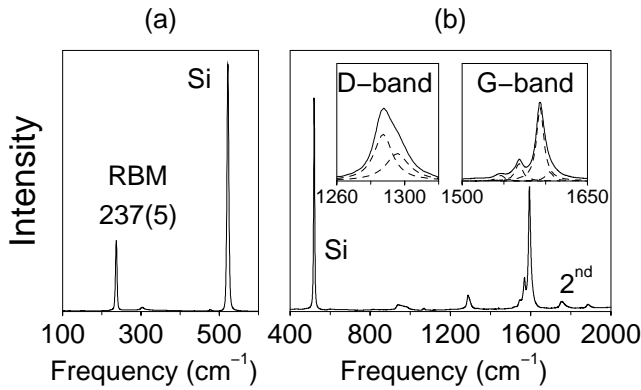 (a)
(b)
Intensity
Si
RBM
237(5)
100 300 500
Frequency (cm⁻¹)
D−band
1260 1300
G−band
1500 1650
Si
2nd
400 800 1200 1600 2000
Frequency (cm⁻¹)